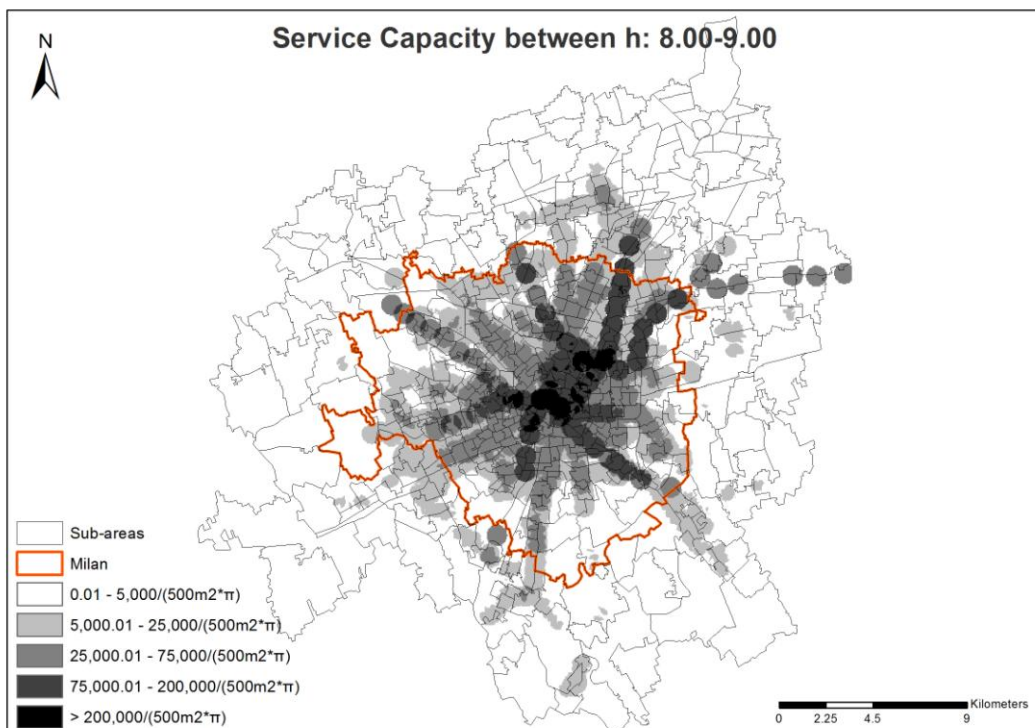 Service Capacity between h: 8.00-9.00
N
Sub-areas
Milan
0.01 - 5,000/(500m2*π)
5,000.01 - 25,000/(500m2*π)
25,000.01 - 75,000/(500m2*π)
75,000.01 - 200,000/(500m2*π)
> 200,000/(500m2*π)
Kilometers
0 2.25 4.5 9